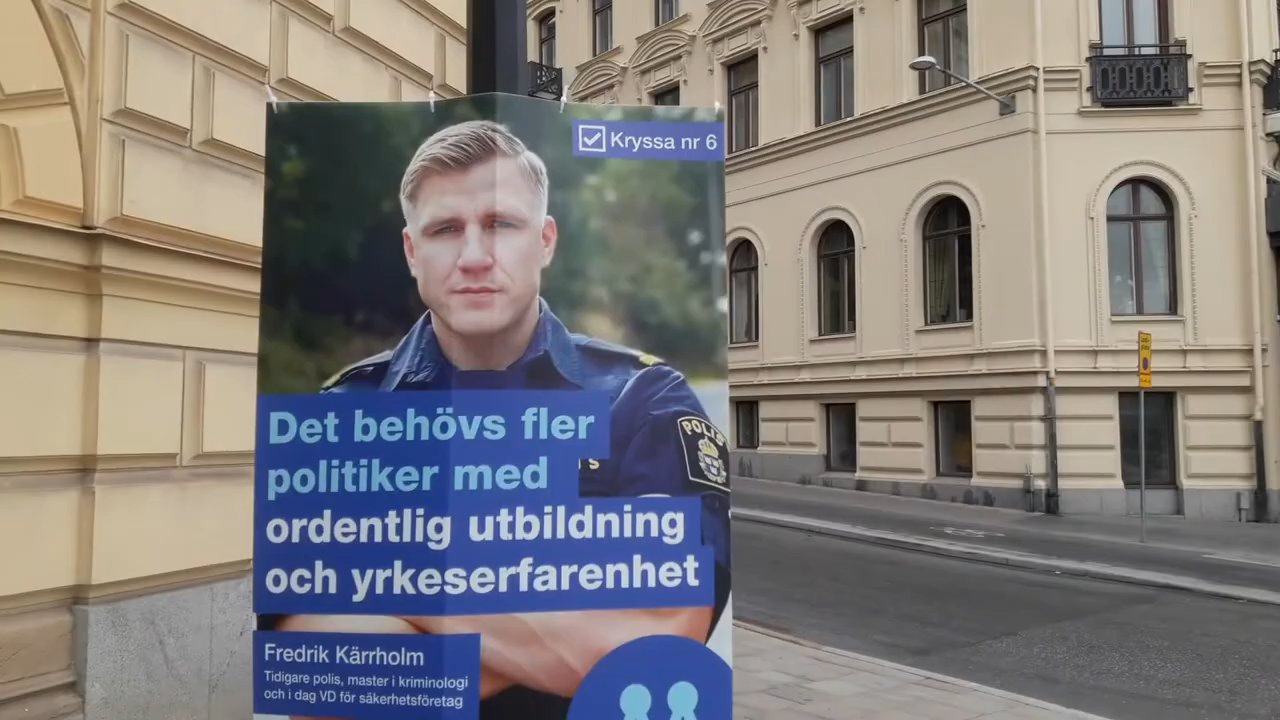 Kryssa nr 6
POLIS
Det behövs fler
politiker med
ordentlig utbildning
och yrkeserfarenhet
Fredrik Kärrholm
Tidigare polis, master i kriminologi
och i dag VD för säkerhetsföretag